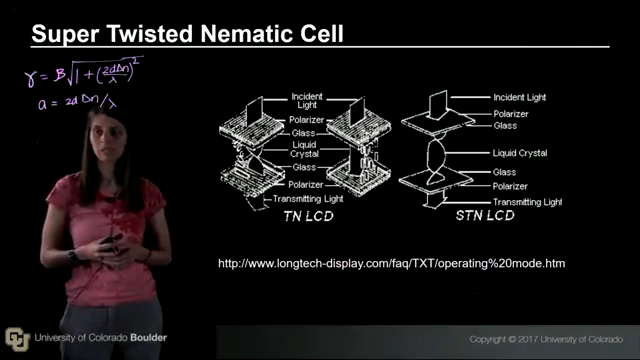 Super Twisted Nematic Cell
γ = B√(1 + (2dΔn/λ)²)
a = 2dΔn/λ
Incident Light
Polarizer
Glass
Liquid Crystal
Glass
Polarizer
Transmitting Light
TN LCD
Incident Light
Polarizer
Glass
Liquid Crystal
Glass
Polarizer
Transmitting Light
STN LCD
http://www.longtech-display.com/faq/TXT/operating%20mode.htm
CU
University of Colorado Boulder
Copyright © 2017 University of Colorado